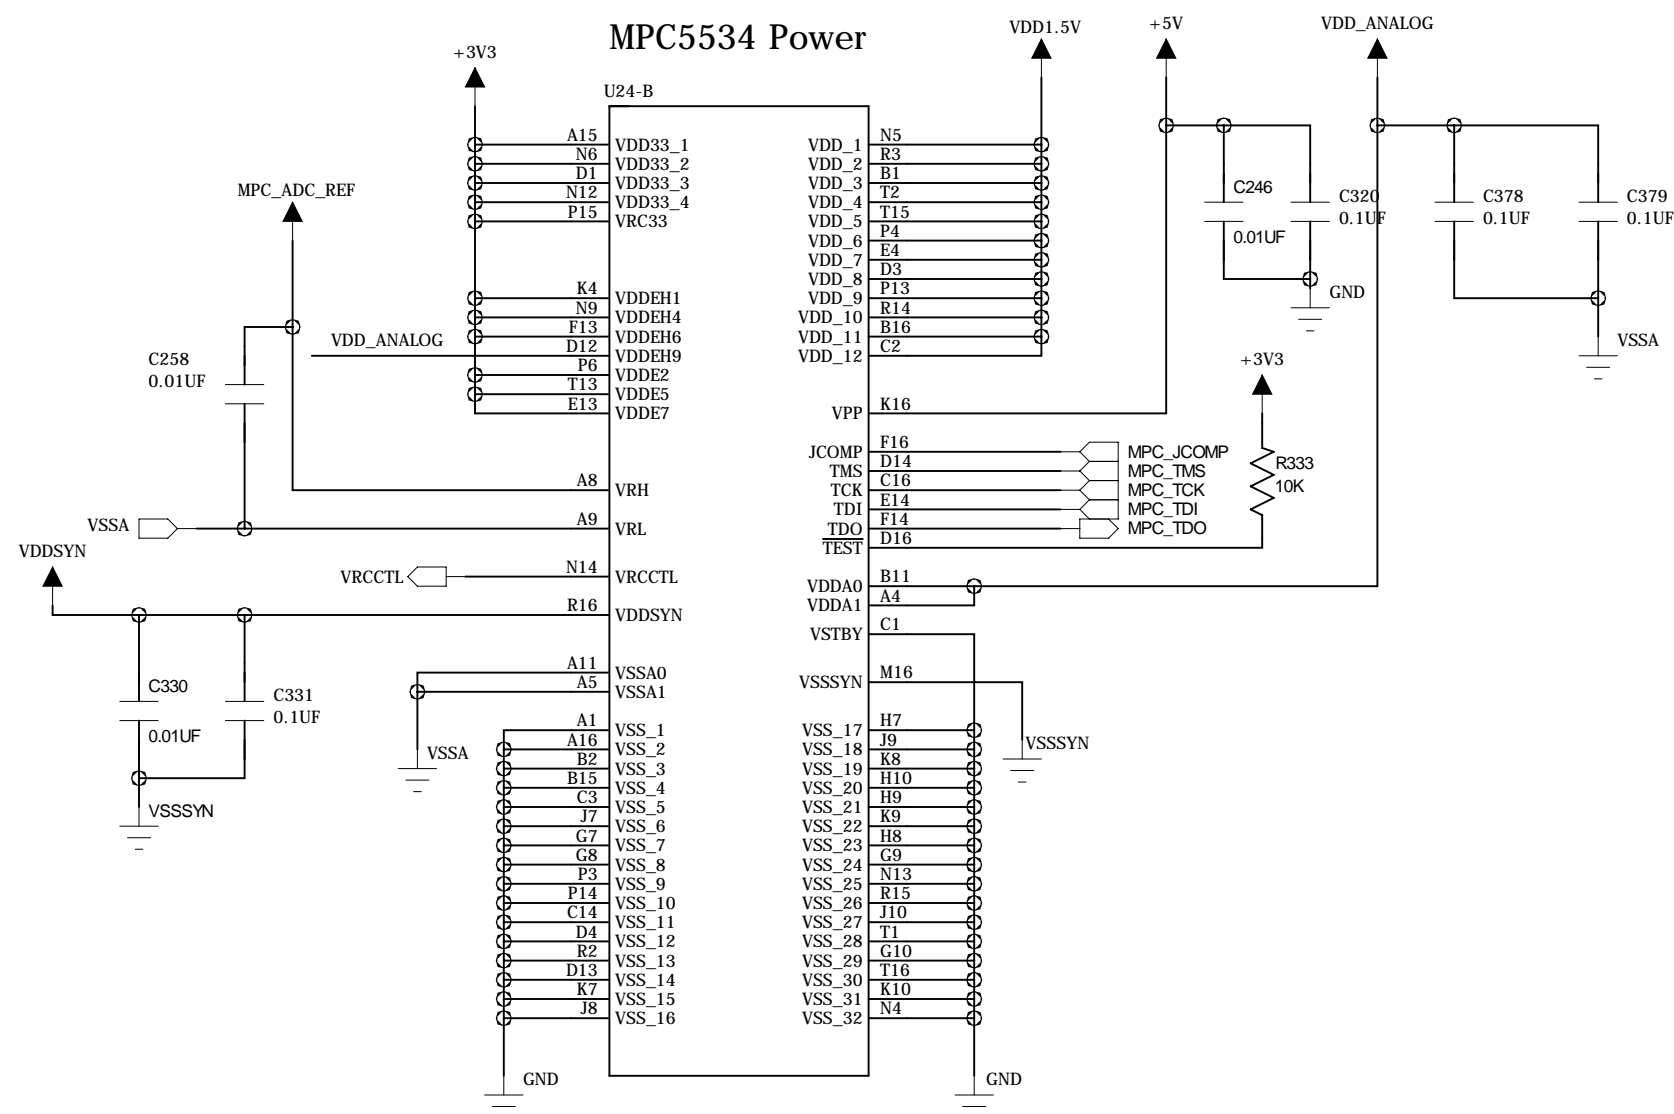 MPC5534 Power
VDD1.5V
+5V
VDD_ANALOG
+3V3
U24-B
MPC_ADC_REF
A15 VDD33_1
N6 VDD33_2
D1 VDD33_3
N12 VDD33_4
P15 VRC33
K4 VDDEH1
N9 VDDEH4
F13 VDDEH6
VDD_ANALOG D12 VDDEH9
P6 VDDE2
T13 VDDE5
E13 VDDE7
C258
0.01UF
A8 VRH
VSSA A9 VRL
VDDSYN
VRCCTL N14 VRCCTL
R16 VDDSYN
A11 VSSA0
A5 VSSA1
C330
0.01UF
C331
0.1UF
VSSSYN
VSSA
A1 VSS_1
A16 VSS_2
B2 VSS_3
B15 VSS_4
C3 VSS_5
J7 VSS_6
G7 VSS_7
G8 VSS_8
P3 VSS_9
P14 VSS_10
C14 VSS_11
D4 VSS_12
R2 VSS_13
D13 VSS_14
K7 VSS_15
J8 VSS_16
GND
VDD_1 N5
VDD_2 R3
VDD_3 B1
VDD_4 T2
VDD_5 T15
VDD_6 P4
VDD_7 E4
VDD_8 D3
VDD_9 P13
VDD_10 R14
VDD_11 B16
VDD_12 C2
VPP K16
JCOMP F16 MPC_JCOMP
TMS D14 MPC_TMS
TCK C16 MPC_TCK
TDI E14 MPC_TDI
TDO F14 MPC_TDO
TEST D16
VDDA0 B11
VDDA1 A4
VSTBY C1
VSSSYN M16
VSSSYN
VSS_17 H7
VSS_18 J9
VSS_19 K8
VSS_20 H10
VSS_21 H9
VSS_22 K9
VSS_23 H8
VSS_24 G9
VSS_25 N13
VSS_26 R15
VSS_27 J10
VSS_28 T1
VSS_29 G10
VSS_30 T16
VSS_31 K10
VSS_32 N4
GND
C246
0.01UF
C320
0.1UF
GND
C378
0.1UF
C379
0.1UF
VSSA
+3V3
R333
10K